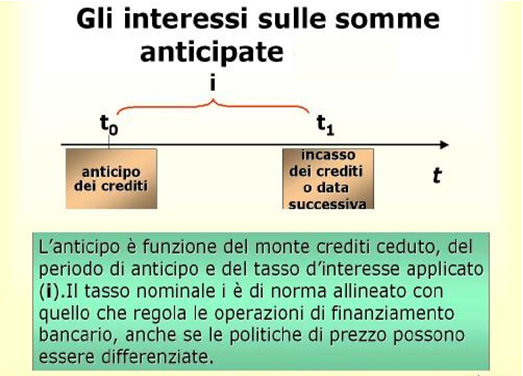 Gli interessi sulle somme
anticipate
i
t0
t1
anticipo
dei crediti
incasso
dei crediti
o data
successiva
t
L'anticipo è funzione del monte crediti ceduto, del
periodo di anticipo e del tasso d'interesse applicato
(i).Il tasso nominale i è di norma allineato con
quello che regola le operazioni di finanziamento
bancario, anche se le politiche di prezzo possono
essere differenziate.